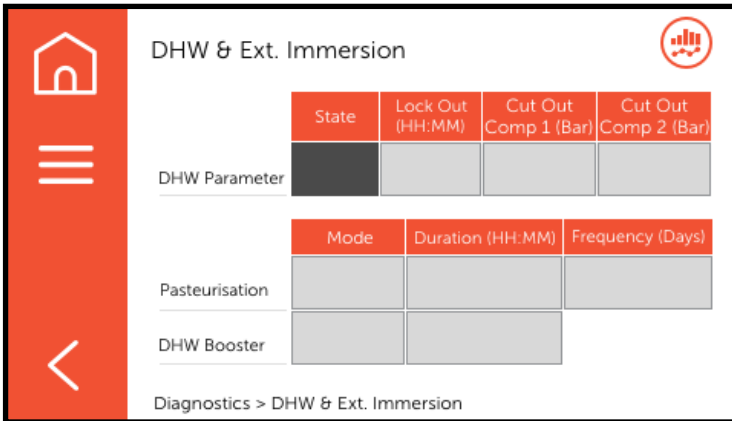 DHW & Ext. Immersion
State
Lock Out
(HH:MM)
Cut Out
Comp 1 (Bar)
Cut Out
Comp 2 (Bar)
DHW Parameter
Mode
Duration (HH:MM)
Frequency (Days)
Pasteurisation
DHW Booster
Diagnostics > DHW & Ext. Immersion